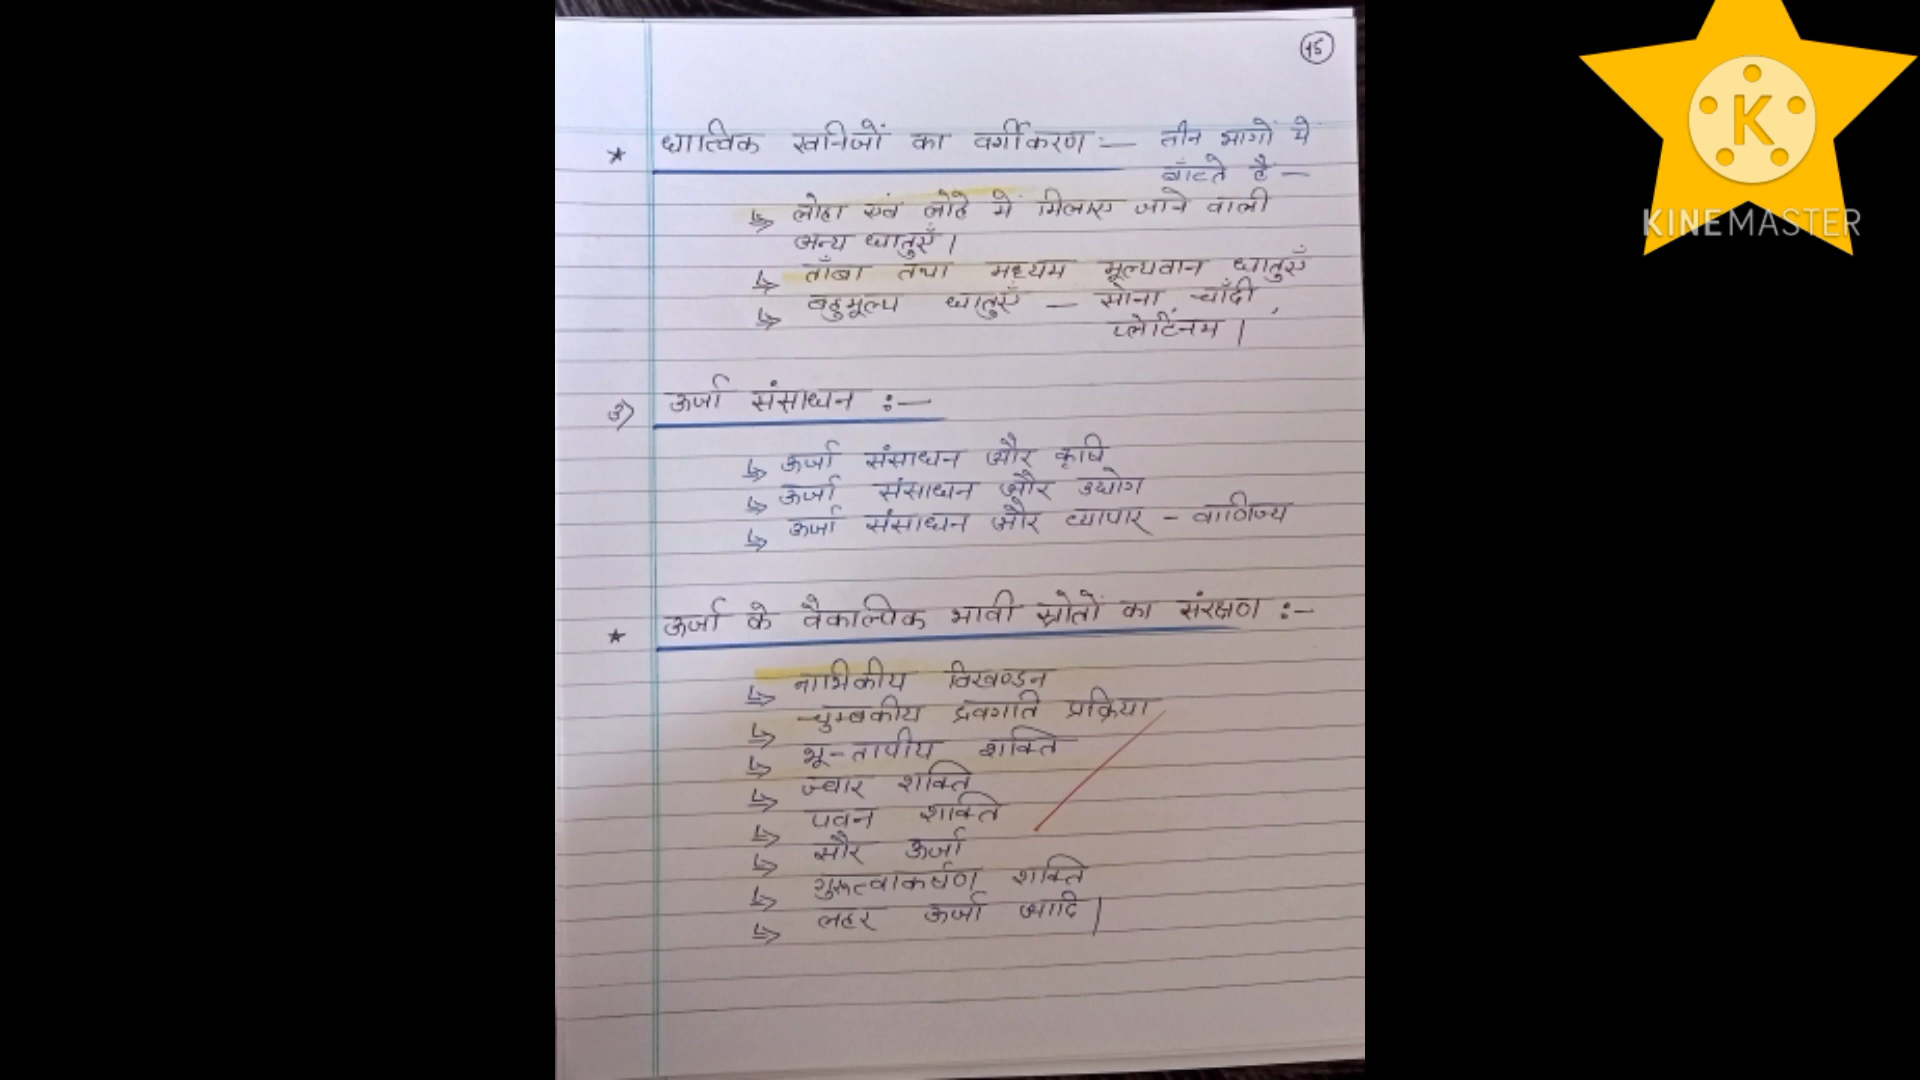 15
★ धात्विक खनिजों का वर्गीकरण :— तीन भागों में
बाँटते है —
↳ लोहा एवं लोहे में मिलाए जाने वाली
अन्य धातुएँ।
↳ ताँबा तथा मध्यम मूल्यवान धातुएँ
↳ बहुमूल्य धातुएँ — सोना, चाँदी,
प्लेटिनम।
3) ऊर्जा संसाधन :—
↳ ऊर्जा संसाधन और कृषि
↳ ऊर्जा संसाधन और उद्योग
↳ ऊर्जा संसाधन और व्यापार - वाणिज्य
★ ऊर्जा के वैकल्पिक भावी स्रोतों का संरक्षण :-
↳ नाभिकीय विखण्डन
↳ चुम्बकीय द्रवगति प्रक्रिया
↳ भू-तापीय शक्ति
↳ ज्वार शक्ति
↳ पवन शक्ति
↳ सौर ऊर्जा
↳ गुरुत्वाकर्षण शक्ति
↳ लहर ऊर्जा आदि।
K
KINEMASTER